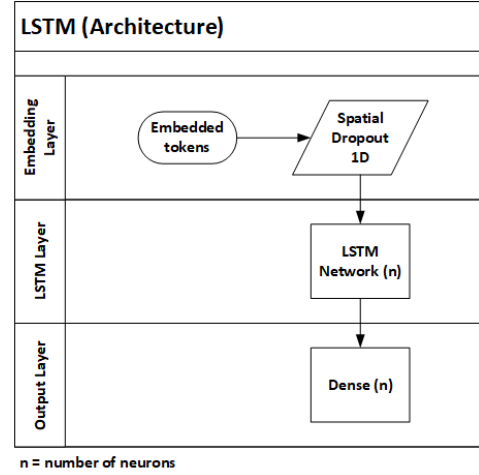 LSTM (Architecture)
Embedding
Layer
Embedded
tokens
Spatial
Dropout
1D
LSTM Layer
LSTM
Network (n)
Output Layer
Dense (n)
n = number of neurons